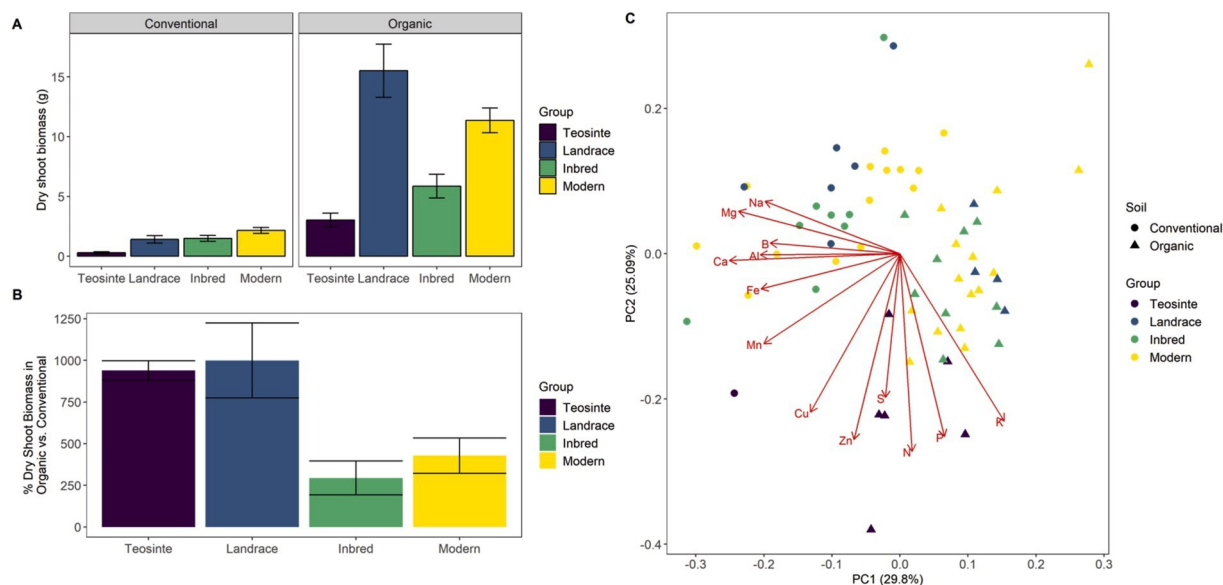 A
Conventional
Organic
Dry shoot biomass (g)
15
10
5
0
Teosinte Landrace Inbred Modern
Teosinte Landrace Inbred Modern
Group
Teosinte
Landrace
Inbred
Modern
B
% Dry Shoot Biomass in
Organic vs. Conventional
1250
1000
750
500
250
0
Teosinte Landrace Inbred Modern
Group
Teosinte
Landrace
Inbred
Modern
C
PC2 (25.09%)
0.2
0.0
-0.2
-0.4
Na
Mg
B
Al
Ca
Fe
Mn
Cu
Zn
S
N
P
K
-0.3 -0.2 -0.1 0.0 0.1 0.2 0.3
PC1 (29.8%)
Soil
Conventional
Organic
Group
Teosinte
Landrace
Inbred
Modern